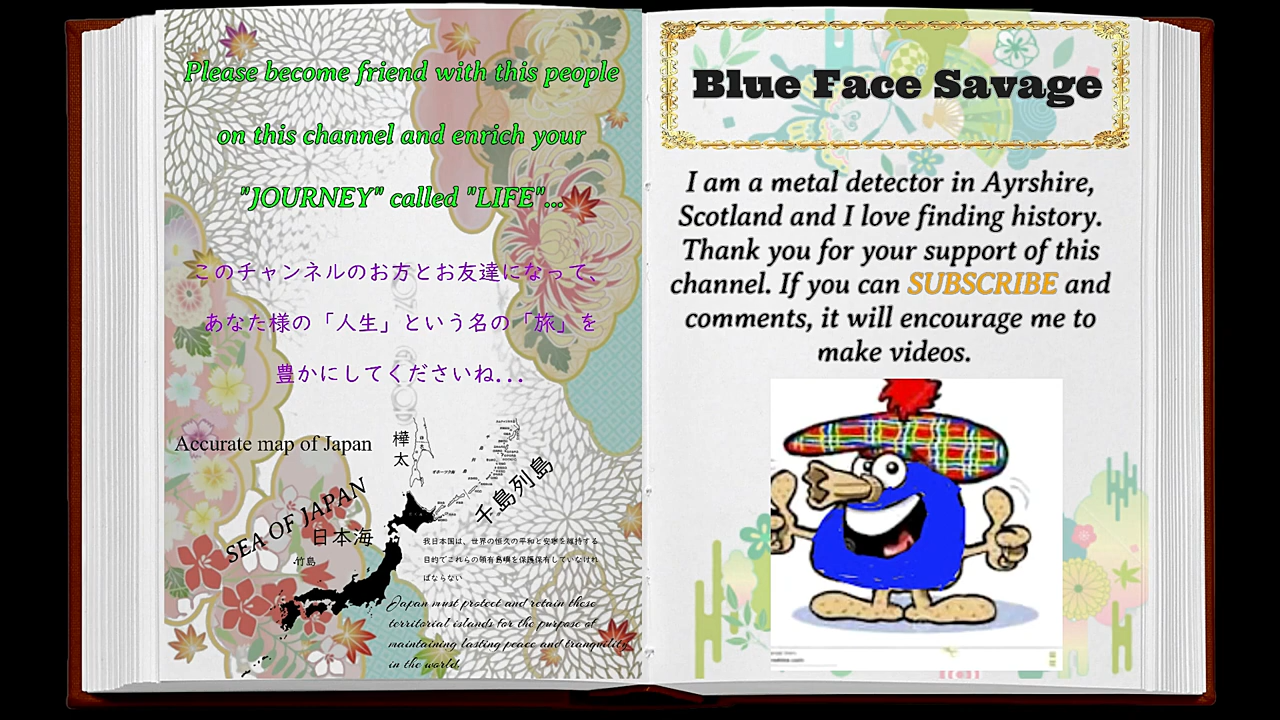 Please become friend with this people
on this channel and enrich your
"JOURNEY" called "LIFE"...
このチャンネルのお方とお友達になって、
あなた様の「人生」という名の「旅」を
豊かにしてくださいね...
Accurate map of Japan
樺太
千島列島
SEA OF JAPAN
日本海
竹島
我日本国は、世界の恒久の平和と安寧を維持する
目的でこれらの領有島嶼を保護保有していなけれ
ばならない
Japan must protect and retain these
territorial islands for the purpose of
maintaining lasting peace and tranquility
in the world.
Blue Face Savage
I am a metal detector in Ayrshire,
Scotland and I love finding history.
Thank you for your support of this
channel. If you can SUBSCRIBE and
comments, it will encourage me to
make videos.